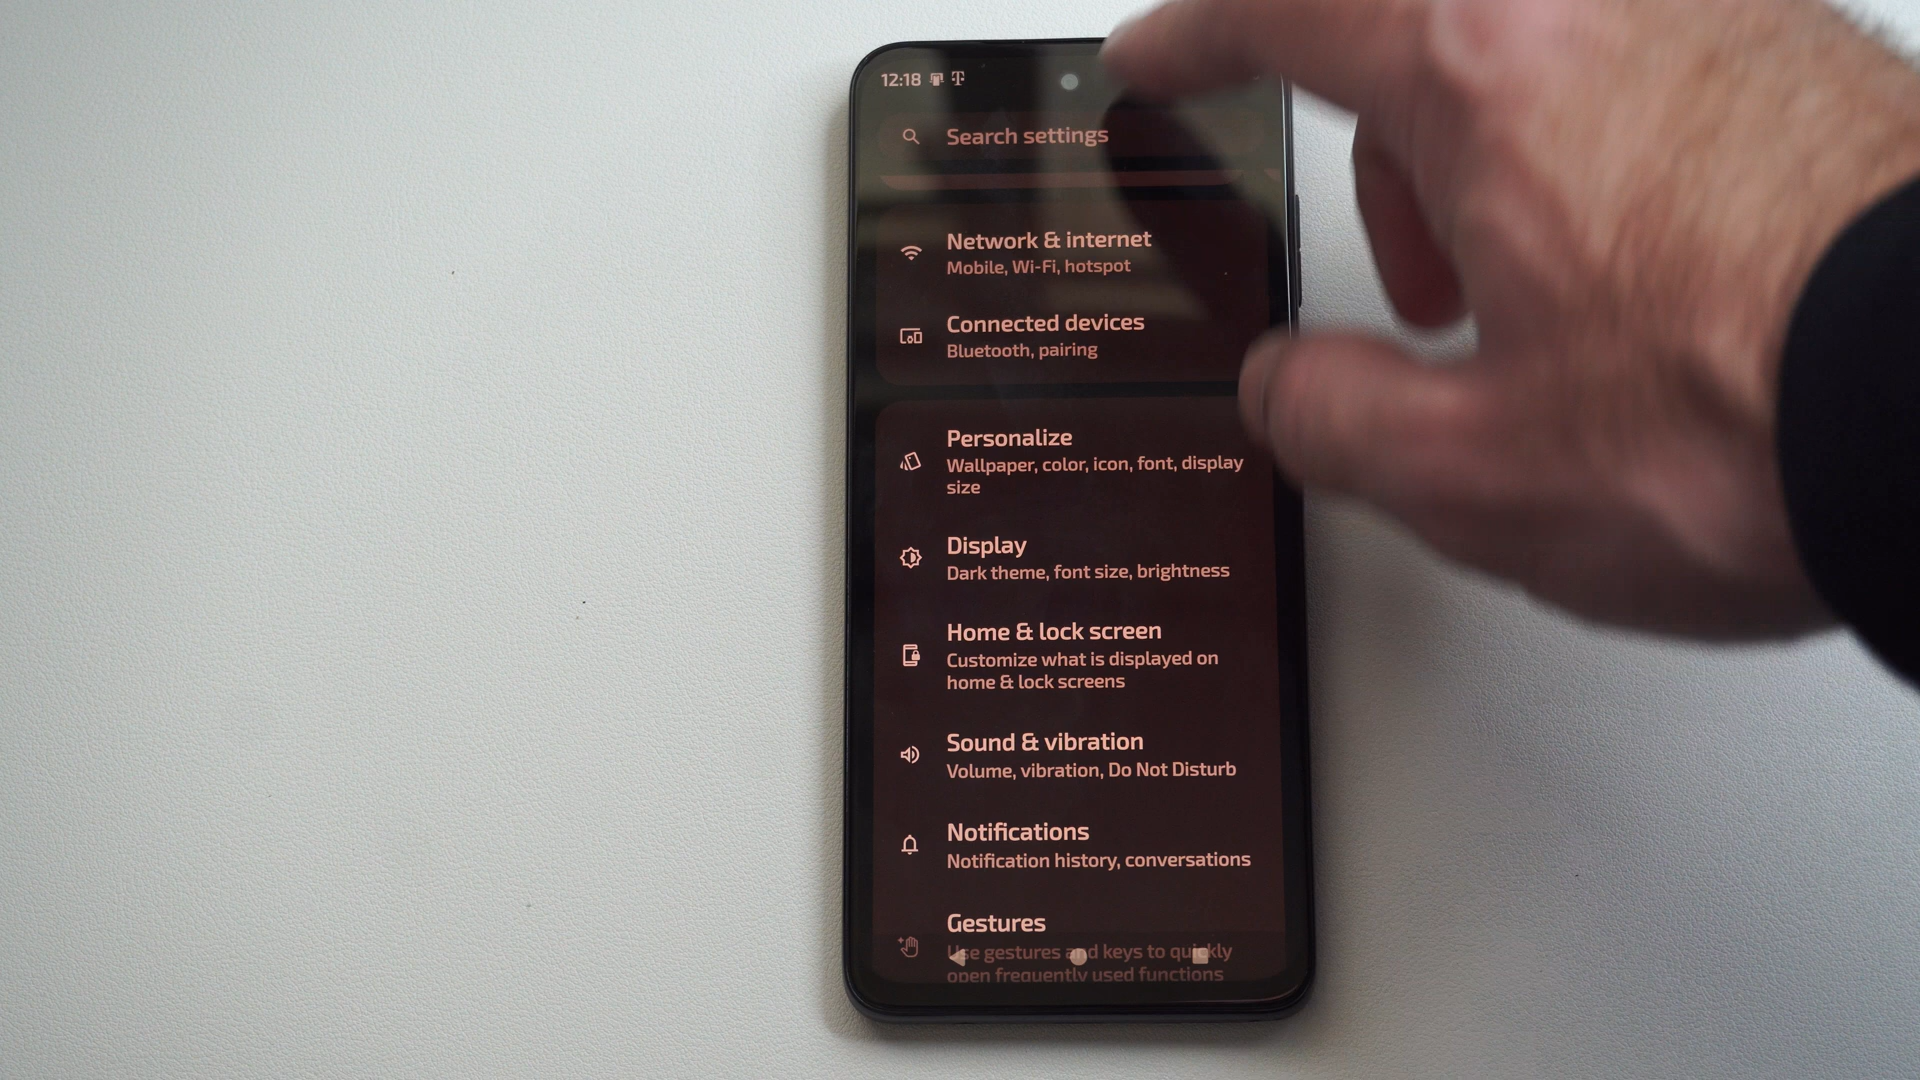 12:18
Search settings
Network & internet
Mobile, Wi-Fi, hotspot
Connected devices
Bluetooth, pairing
Personalize
Wallpaper, color, icon, font, display
size
Display
Dark theme, font size, brightness
Home & lock screen
Customize what is displayed on
home & lock screens
Sound & vibration
Volume, vibration, Do Not Disturb
Notifications
Notification history, conversations
Gestures
Use gestures and keys to quickly
open frequently used functions